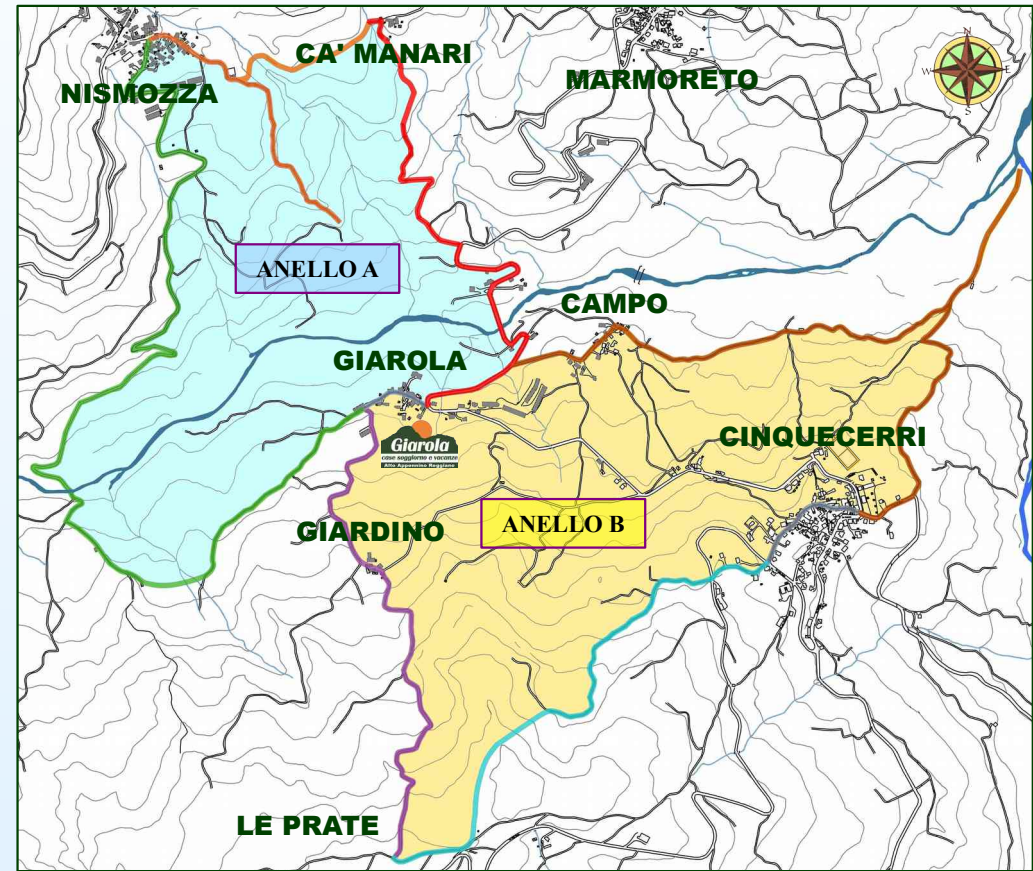 CA' MANARI
MARMORETO
N
W E
S
NISMOZZA
ANELLO A
CAMPO
GIAROLA
Giarola
case soggiorno e vacanze
Alto Appennino Reggiano
CINQUECERRI
GIARDINO
ANELLO B
LE PRATE